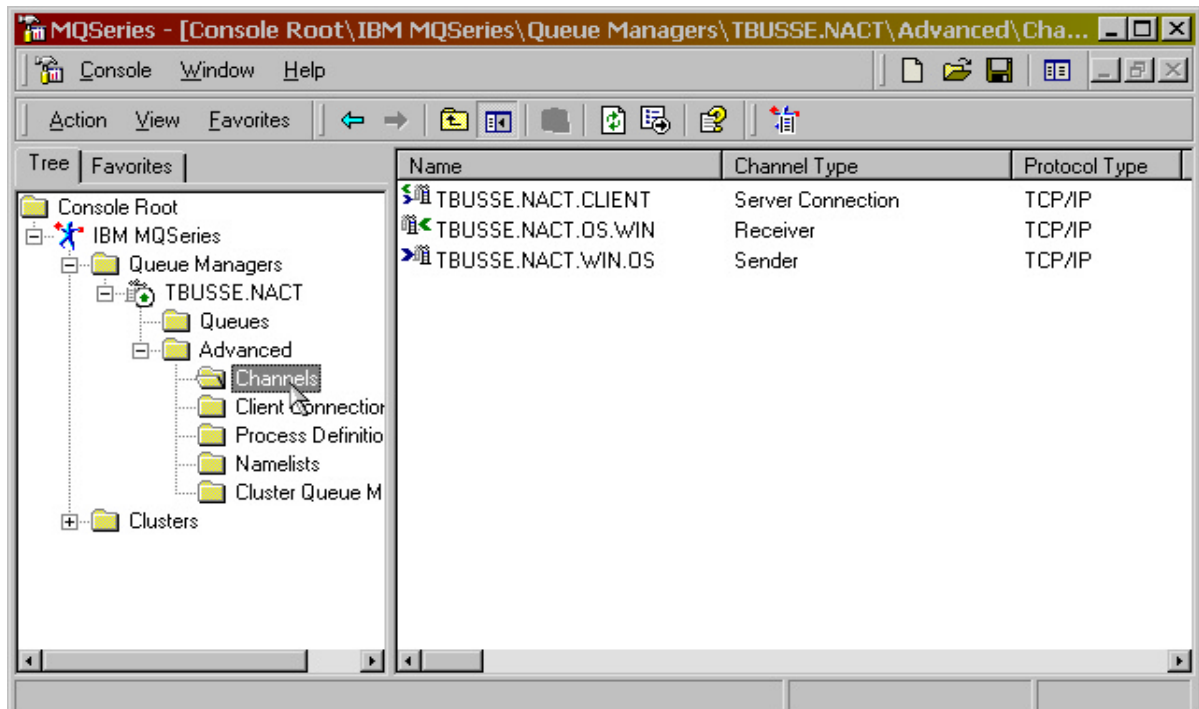 MQSeries - [Console Root\IBM MQSeries\Queue Managers\TBUSSE.NACT\Advanced\Cha...
Console Window Help
Action View Favorites
Tree Favorites
Name Channel Type Protocol Type
Console Root
IBM MQSeries
Queue Managers
TBUSSE.NACT
Queues
Advanced
Channels
Client Connection
Process Definitio
Namelists
Cluster Queue M
Clusters
TBUSSE.NACT.CLIENT Server Connection TCP/IP
TBUSSE.NACT.OS.WIN Receiver TCP/IP
TBUSSE.NACT.WIN.OS Sender TCP/IP